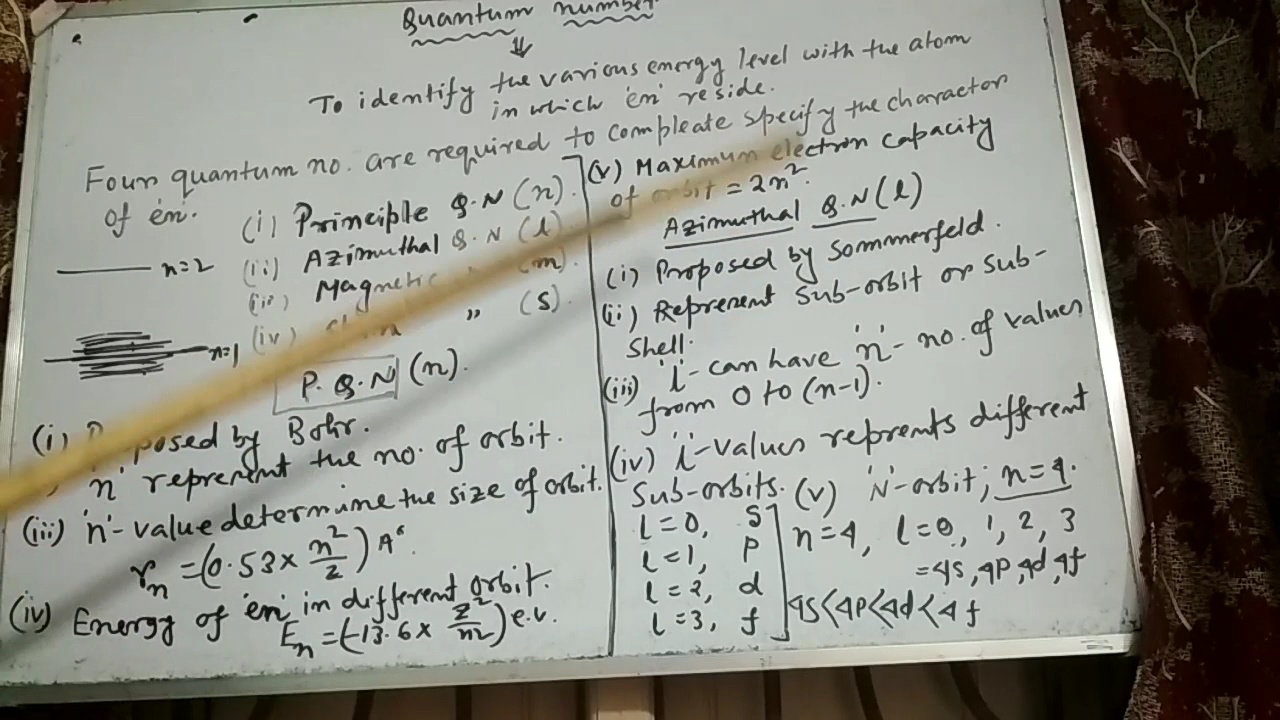 Quantum number
⇓
To identify the various energy level with the atom
in which 'en' reside.
Four quantum no. are required to compleate specify the charactor
of en.
(i) Principle Q.N (n).
(ii) Azimuthal Q.N (l)
(iii) Magnetic (m).
(iv) ,, (s).
n=2
n=1
P.Q.N (n).
(i) Proposed by Bohr.
'n' reprerent the no. of orbit.
(iii) 'n'-value determine the size of orbit.
rn = (0.53 × n²/z) A°.
(iv) Energy of 'en' in different orbit.
En = (-13.6 × z²/n2) e.v.
(v) Maximum electron capacity
of orbit = 2n².
Azimuthal Q.N (l)
(i) Proposed by Sommerfeld.
(ii) Reprerent Sub-orbit or Sub-
Shell.
(iii) 'l'-can have 'n'- no. of values
from 0 to (n-1).
(iv) 'l'-values reprents different
Sub-orbits.
l=0, S
l=1, P
l=2, d
l=3, f
(v) N-orbit; n=4.
n=4, l=0, 1, 2, 3
=4s, 4P, 4d, 4f
4s<4P<4d<4f